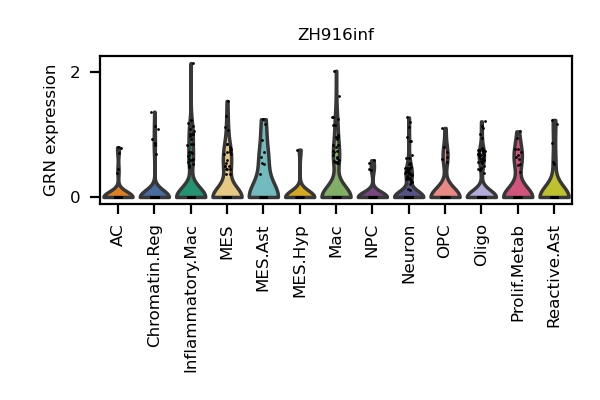 ZH916inf
GRN expression
2
0
AC
Chromatin.Reg
Inflammatory.Mac
MES
MES.Ast
MES.Hyp
Mac
NPC
Neuron
OPC
Oligo
Prolif.Metab
Reactive.Ast